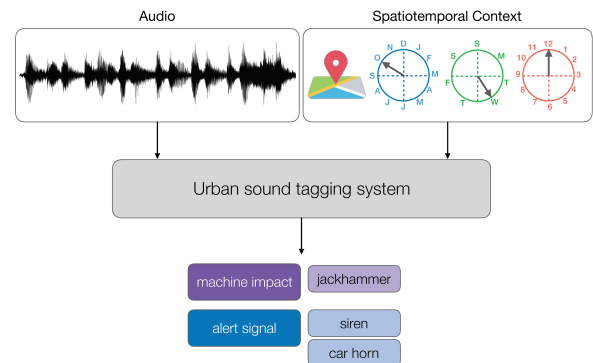 Audio
Spatiotemporal Context
N D J
O F
S M
A A
J J M
S S
F M
T T
W
12
11 1
10 2
9 3
8 4
7 5
6
Urban sound tagging system
machine impact
jackhammer
alert signal
siren
car horn